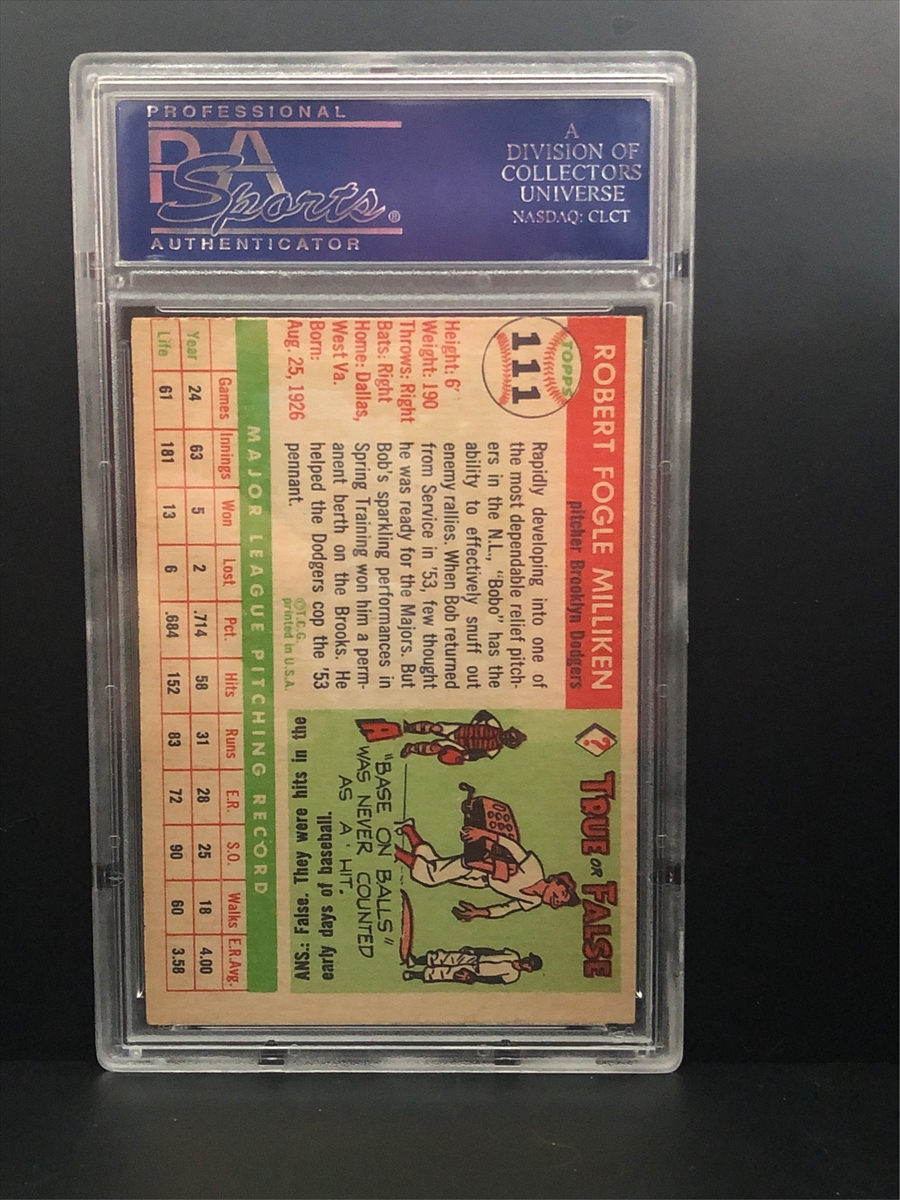 PROFESSIONAL
PSA
Sports®
AUTHENTICATOR
A
DIVISION OF
COLLECTORS
UNIVERSE
NASDAQ: CLCT
TOPPS
111
ROBERT FOGLE MILLIKEN
pitcher Brooklyn Dodgers
Height: 6'
Weight: 190
Throws: Right
Bats: Right
Home: Dallas,
West Va.
Born:
Aug. 25, 1926
Rapidly developing into one of
the most dependable relief pitch-
ers in the N.L., "Bobo" has the
ability to effectively snuff out
enemy rallies. When Bob returned
from Service in '53, few thought
he was ready for the Majors. But
Bob's sparkling performances in
Spring Training won him a perm-
anent berth on the Brooks. He
helped the Dodgers cop the '53
pennant.
©T.C.G.
printed in U.S.A.
? TRUE OR FALSE
"BASE ON BALLS"
WAS NEVER COUNTED
AS A HIT.
ANS.: False. They were hits in the
early days of baseball.
MAJOR LEAGUE PITCHING RECORD
Games Innings Won Lost Pct. Hits Runs E.R. S.O. Walks E.R.Avg.
Year 24 63 5 2 .714 58 31 28 25 18 4.00
Life 61 181 13 6 .684 152 83 72 90 60 3.58